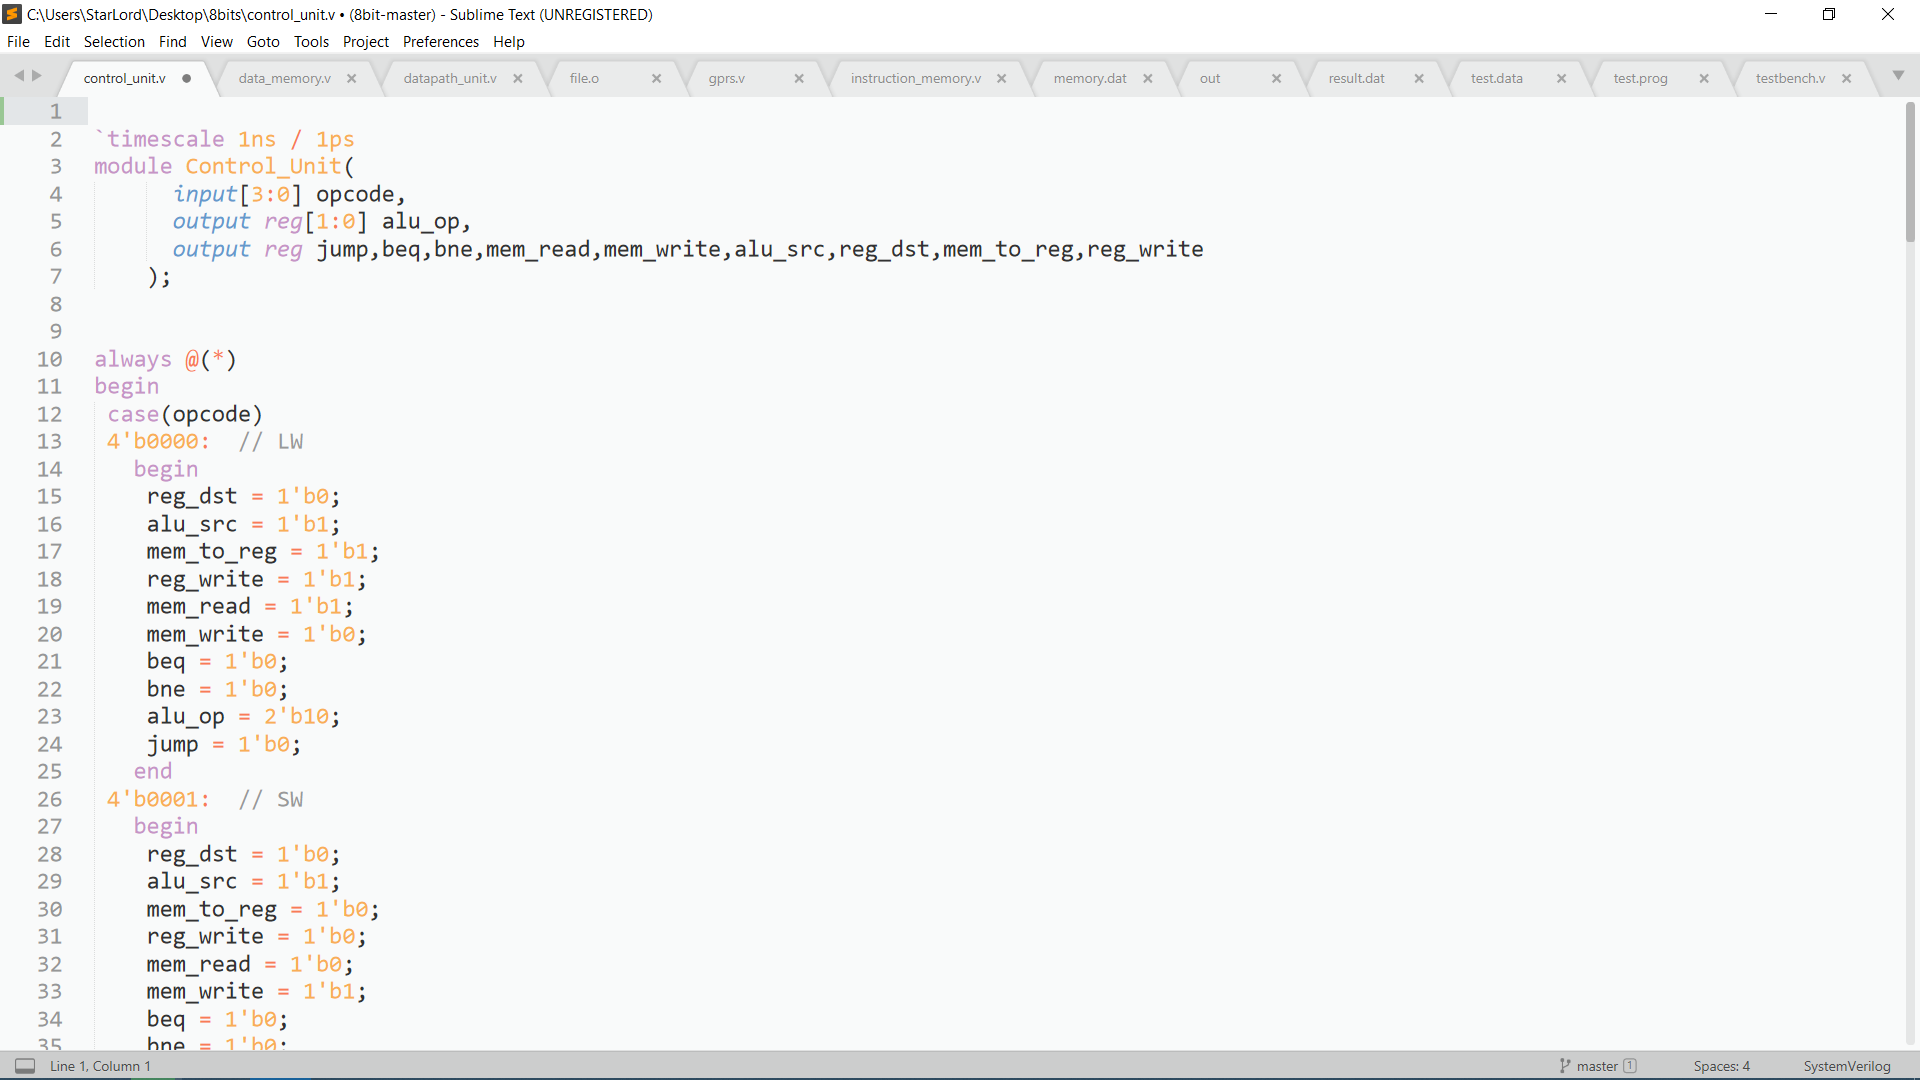 C:\Users\StarLord\Desktop\8bits\control_unit.v • (8bit-master) - Sublime Text (UNREGISTERED)
File Edit Selection Find View Goto Tools Project Preferences Help
control_unit.v data_memory.v datapath_unit.v file.o gprs.v instruction_memory.v memory.dat out result.dat test.data test.prog testbench.v
1
2 `timescale 1ns / 1ps
3 module Control_Unit(
4 input[3:0] opcode,
5 output reg[1:0] alu_op,
6 output reg jump,beq,bne,mem_read,mem_write,alu_src,reg_dst,mem_to_reg,reg_write
7 );
8
9
10 always @(*)
11 begin
12 case(opcode)
13 4'b0000: // LW
14 begin
15 reg_dst = 1'b0;
16 alu_src = 1'b1;
17 mem_to_reg = 1'b1;
18 reg_write = 1'b1;
19 mem_read = 1'b1;
20 mem_write = 1'b0;
21 beq = 1'b0;
22 bne = 1'b0;
23 alu_op = 2'b10;
24 jump = 1'b0;
25 end
26 4'b0001: // SW
27 begin
28 reg_dst = 1'b0;
29 alu_src = 1'b1;
30 mem_to_reg = 1'b0;
31 reg_write = 1'b0;
32 mem_read = 1'b0;
33 mem_write = 1'b1;
34 beq = 1'b0;
35 bne = 1'b0;
Line 1, Column 1 master 1 Spaces: 4 SystemVerilog